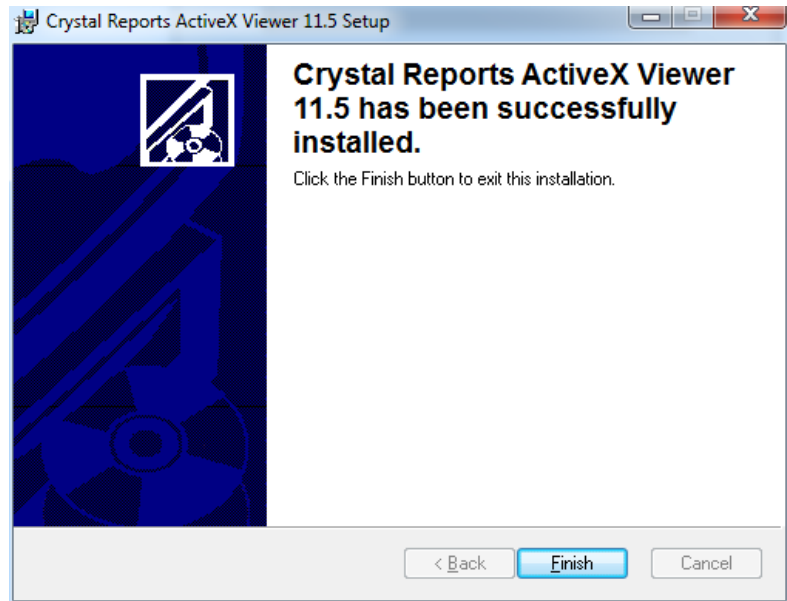 Crystal Reports ActiveX Viewer 11.5 Setup
Crystal Reports ActiveX Viewer
11.5 has been successfully
installed.
Click the Finish button to exit this installation.
< Back
Finish
Cancel